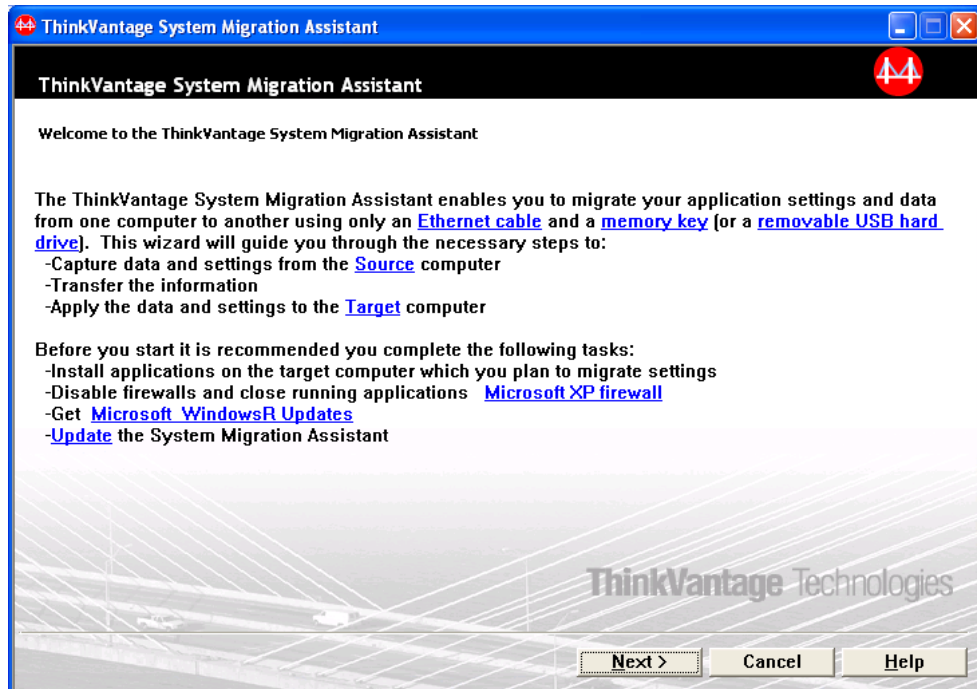 ThinkVantage System Migration Assistant
ThinkVantage System Migration Assistant
Welcome to the ThinkVantage System Migration Assistant
The ThinkVantage System Migration Assistant enables you to migrate your application settings and data
from one computer to another using only an Ethernet cable and a memory key (or a removable USB hard
drive). This wizard will guide you through the necessary steps to:
-Capture data and settings from the Source computer
-Transfer the information
-Apply the data and settings to the Target computer
Before you start it is recommended you complete the following tasks:
-Install applications on the target computer which you plan to migrate settings
-Disable firewalls and close running applications Microsoft XP firewall
-Get Microsoft WindowsR Updates
-Update the System Migration Assistant
ThinkVantage Technologies
Next > Cancel Help